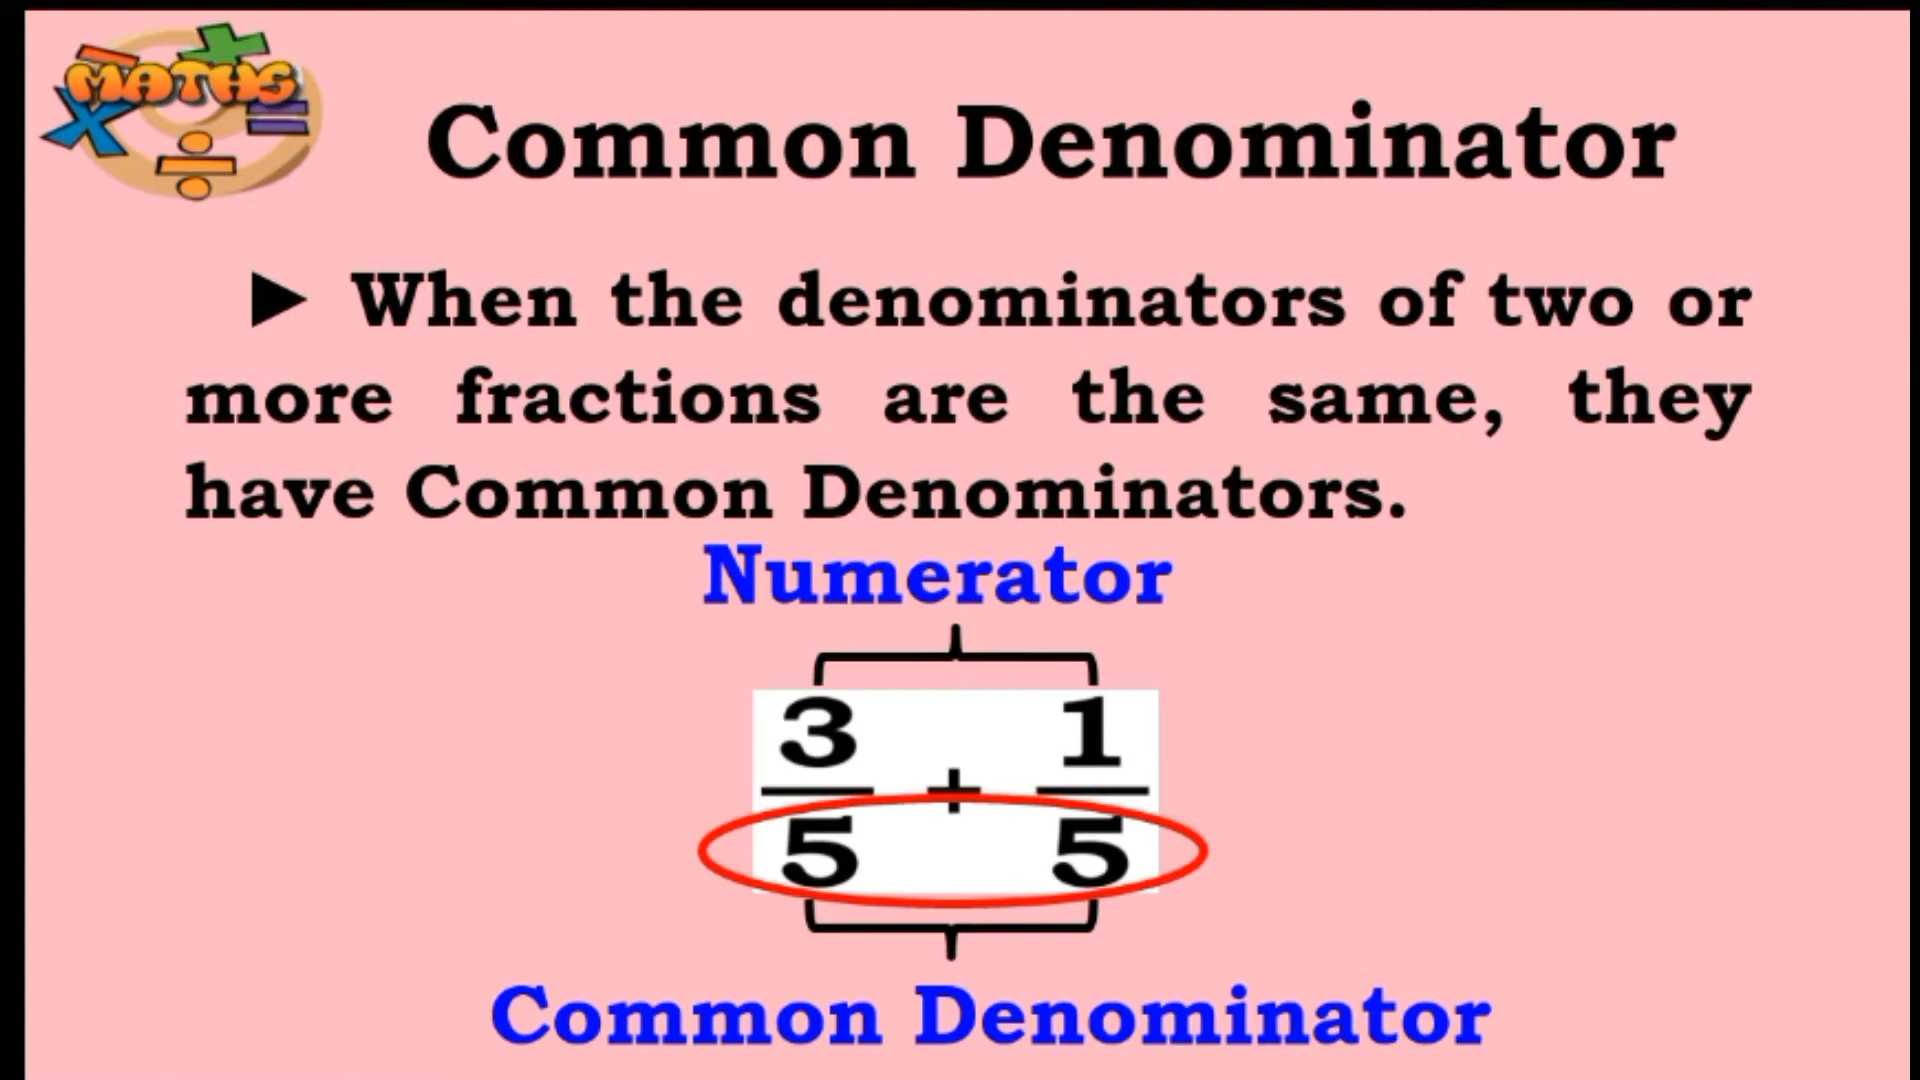 MATHS
Common Denominator
► When the denominators of two or
more fractions are the same, they
have Common Denominators.
Numerator
3/5 + 1/5
Common Denominator